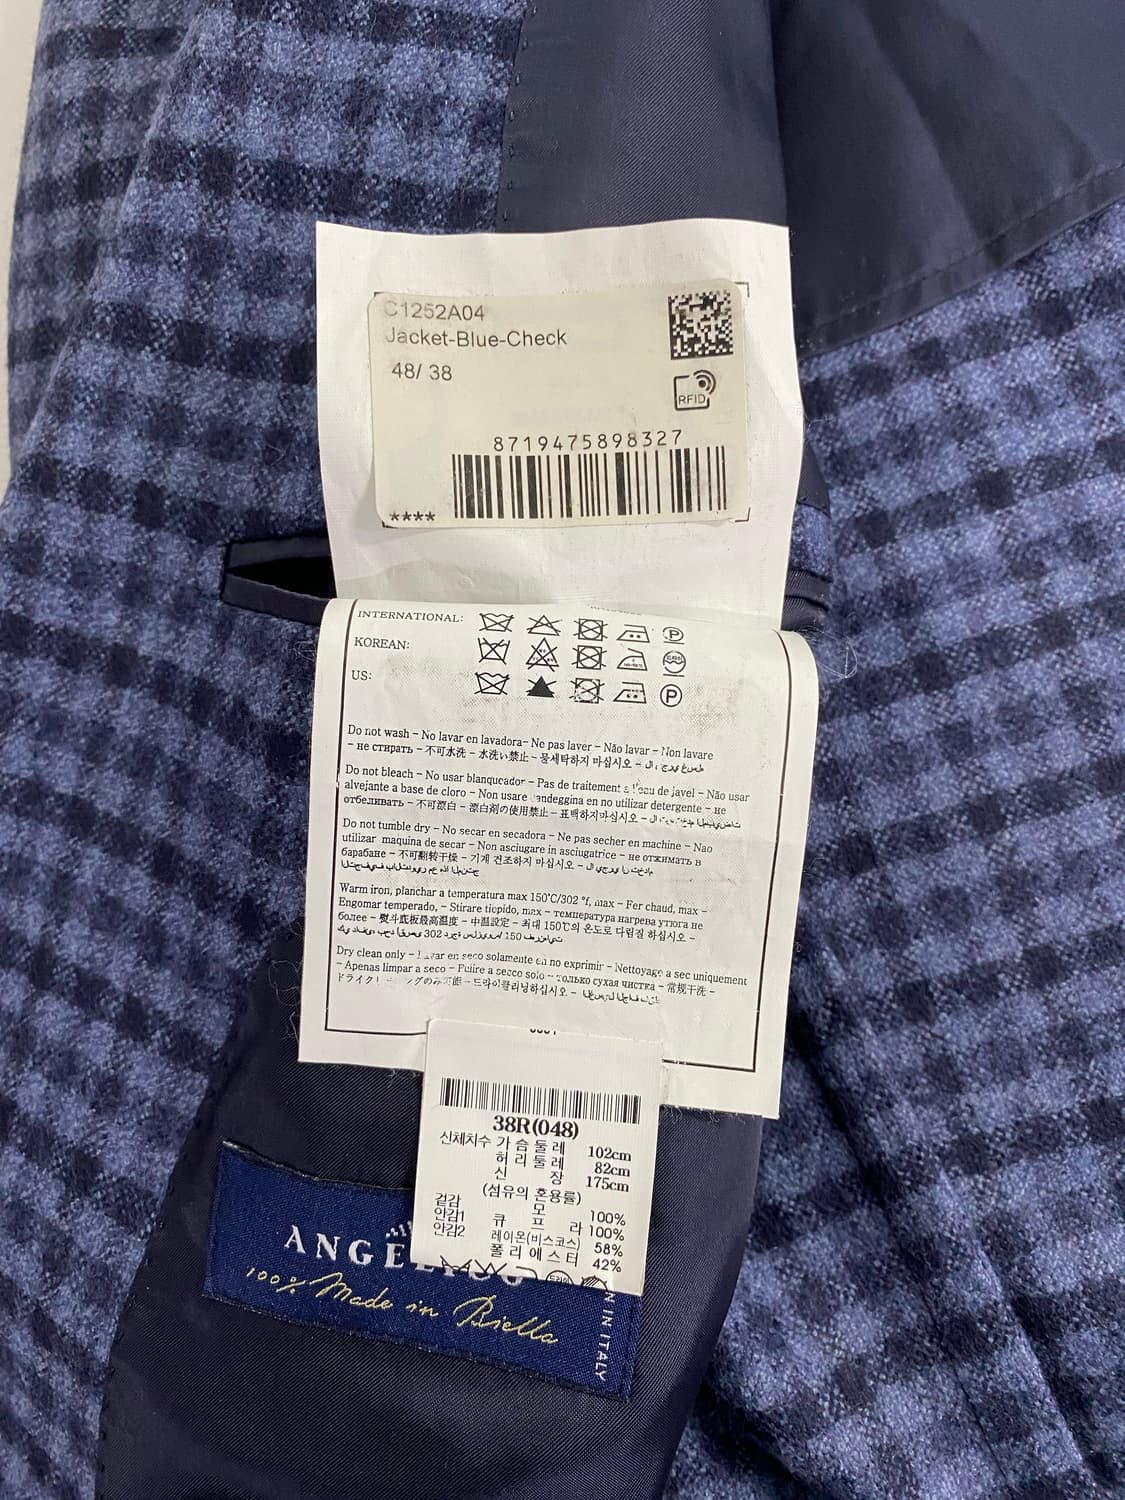 C1252A04
Jacket-Blue-Check
48/ 38
RFID
8719475898327
****
INTERNATIONAL:
KOREAN:
US:
P
P
Do not wash - No lavar en lavadora- Ne pas laver - Não lavar - Non lavare
- не стирать - 不可水洗 - 水洗い禁止 - 물세탁하지 마십시오 -
Do not bleach - No usar blanqueador - Pas de traitement à l'eau de javel - Não usar
alvejante a base de cloro - Non usare andeggina en no utilizar detergente - не
отбеливать - 不可漂白 - 漂白剤の使用禁止 - 표백하지마십시오 -
Do not tumble dry - No secar en secadora - Ne pas secher en machine - Nao
utilizar maquina de secar - Non asciugare in asciugatrice - не отжимать в
барабане - 不可翻转干燥 - 기계 건조하지 마십시오 -
Warm iron, planchar a temperatura max 150°C/302 °f, max - Fer chaud, max -
Engomar temperado, - Stirare tiepido, max - температура нагрева утюга не
более - 熨斗底板最高温度 - 中温設定 - 최대 150℃의 온도로 다림질 하십시오 -
302 150
Dry clean only - Lavar en seco solamente en no exprimir - Nettoyage a sec uniquement
- Apenas limpar a seco - Pulire a secco solo - только сухая чистка - 常规干洗 -
드라이클리닝하십시오 -
38R(048)
신체치수 가슴둘레 102cm
허리둘레 82cm
신 장 175cm
(섬유의 혼용률)
겉감 모 100%
안감1 큐 프 라 100%
안감2 레이온(비스코스) 58%
폴리에스터 42%
100% Made in Biella
N IN ITALY